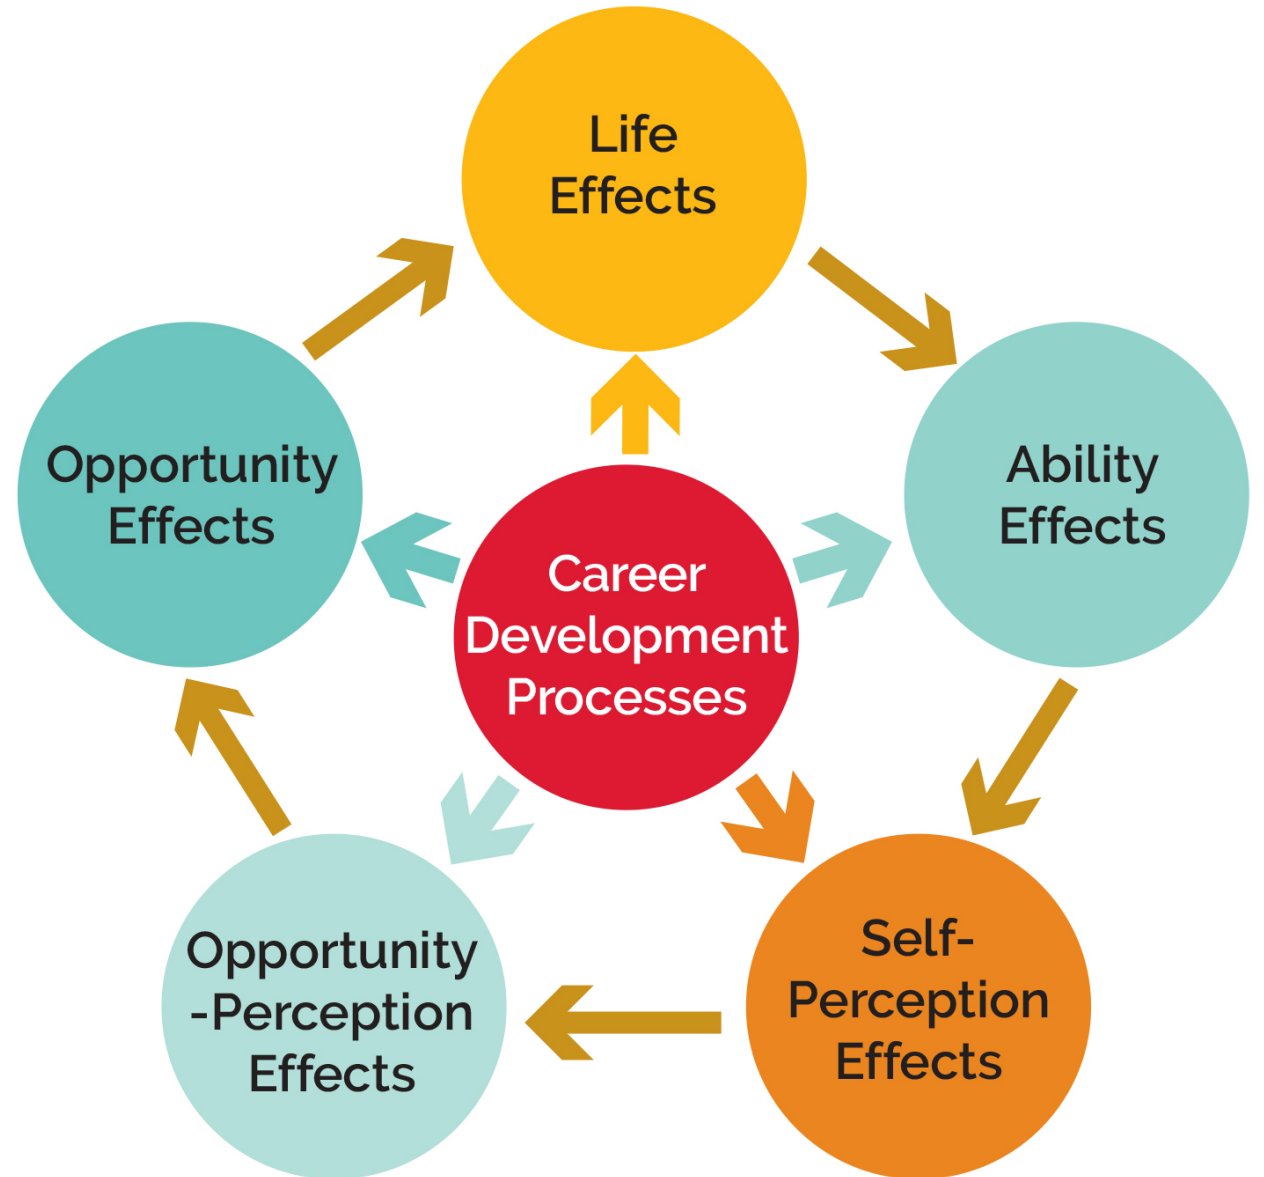 Life
Effects
Opportunity
Effects
Ability
Effects
Career
Development
Processes
Opportunity
-Perception
Effects
Self-
Perception
Effects